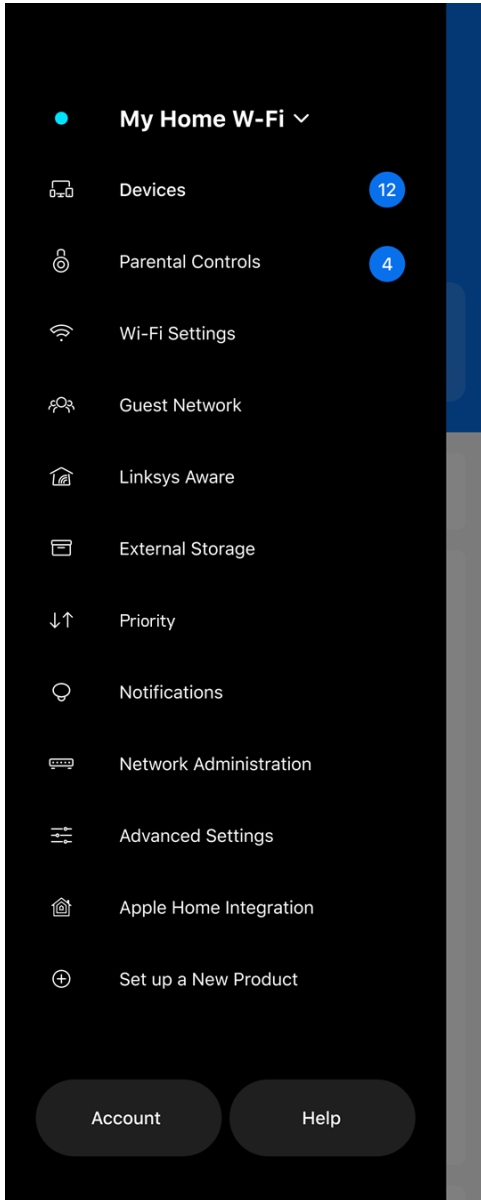 My Home W-Fi
Devices 12
Parental Controls 4
Wi-Fi Settings
Guest Network
Linksys Aware
External Storage
Priority
Notifications
Network Administration
Advanced Settings
Apple Home Integration
Set up a New Product
Account Help